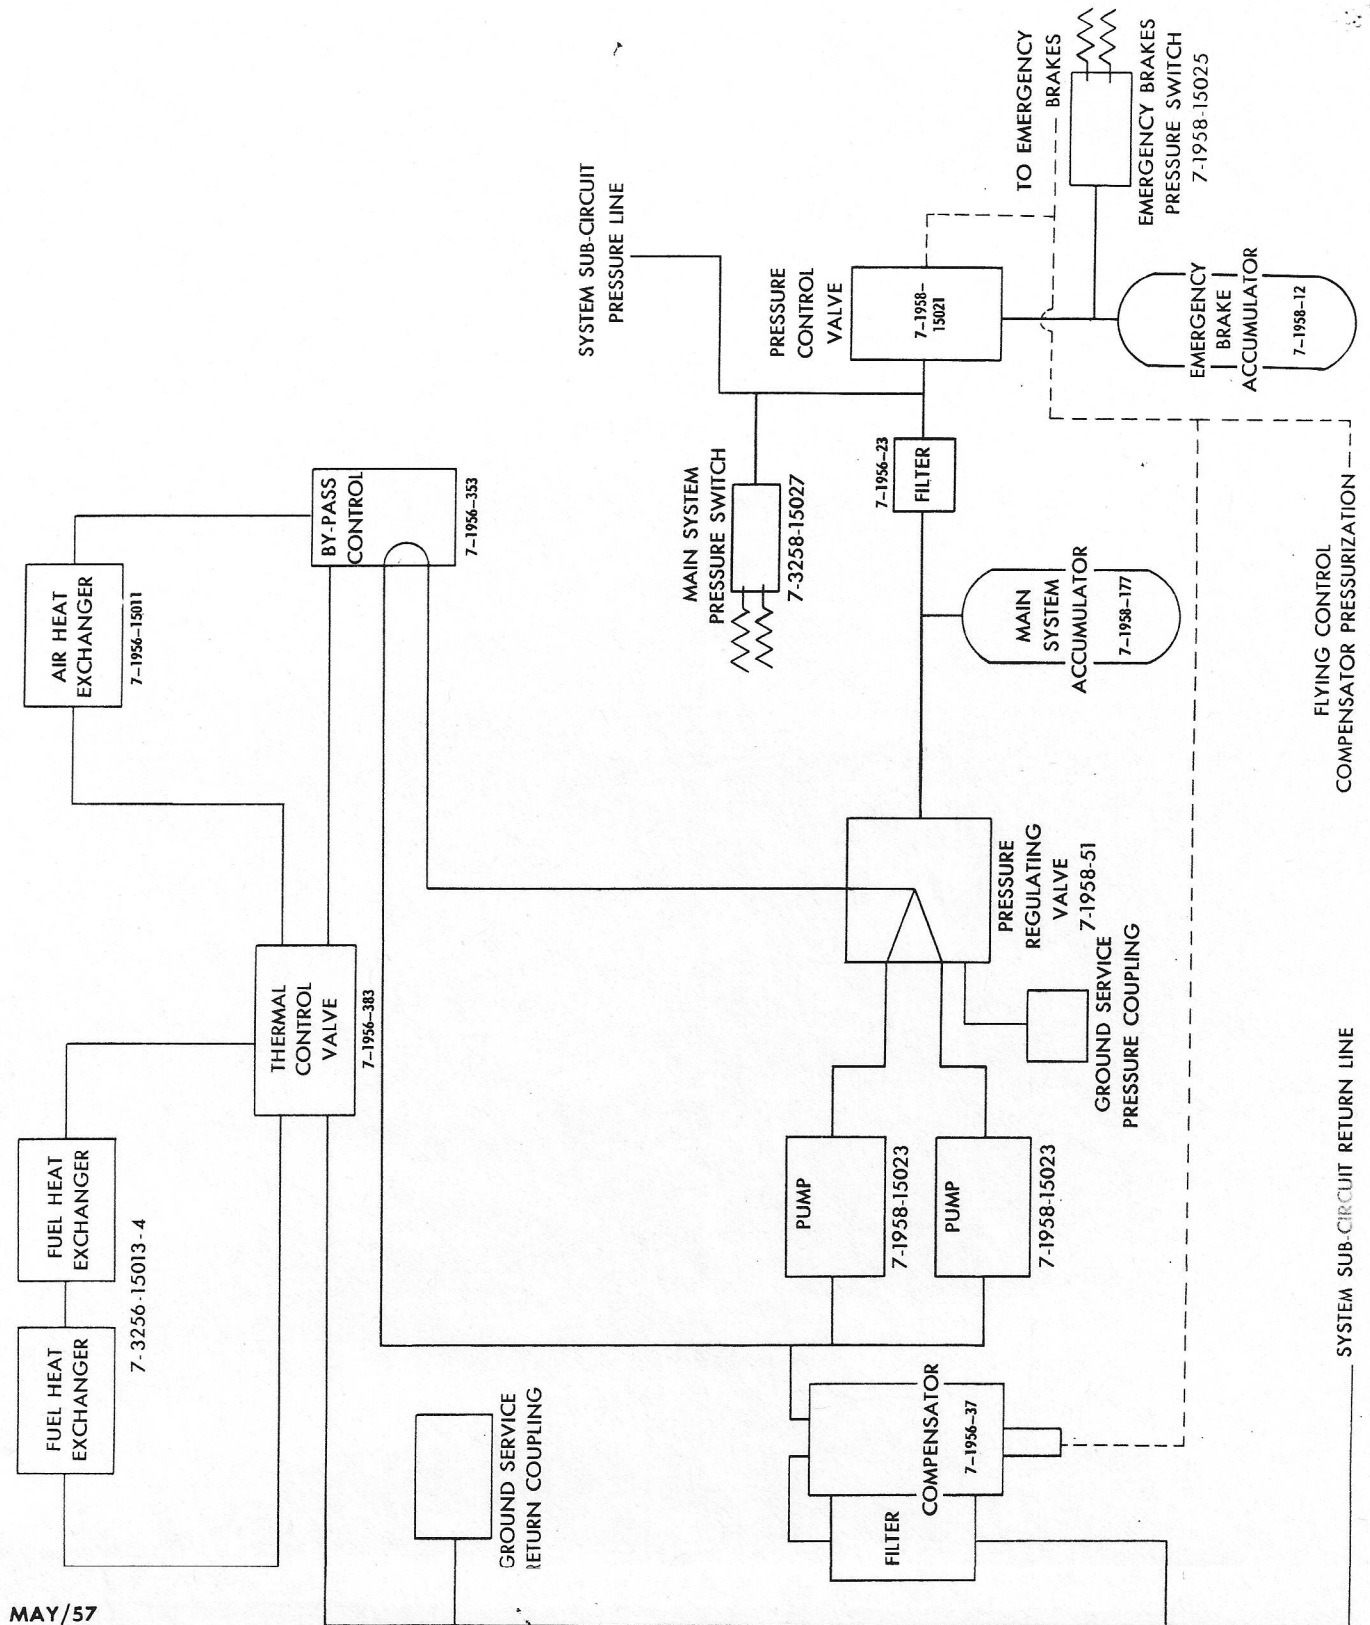 FUEL HEAT
EXCHANGER
FUEL HEAT
EXCHANGER
7-3256-15013-4
AIR HEAT
EXCHANGER
7-1956-15011
THERMAL
CONTROL
VALVE
7-1956-383
BY-PASS
CONTROL
7-1956-353
GROUND SERVICE
RETURN COUPLING
SYSTEM SUB-CIRCUIT
PRESSURE LINE
MAIN SYSTEM
PRESSURE SWITCH
7-3258-15027
PRESSURE
CONTROL
VALVE
7-1958-
15021
7-1956-23
FILTER
PUMP
7-1958-15023
PUMP
7-1958-15023
PRESSURE
REGULATING
VALVE
7-1958-51
GROUND SERVICE
PRESSURE COUPLING
MAIN
SYSTEM
ACCUMULATOR
7-1958-177
TO EMERGENCY
BRAKES
EMERGENCY BRAKES
PRESSURE SWITCH
7-1958-15025
EMERGENCY
BRAKE
ACCUMULATOR
7-1958-12
FILTER
COMPENSATOR
7-1956-37
FLYING CONTROL
COMPENSATOR PRESSURIZATION
SYSTEM SUB-CIRCUIT RETURN LINE
MAY/57